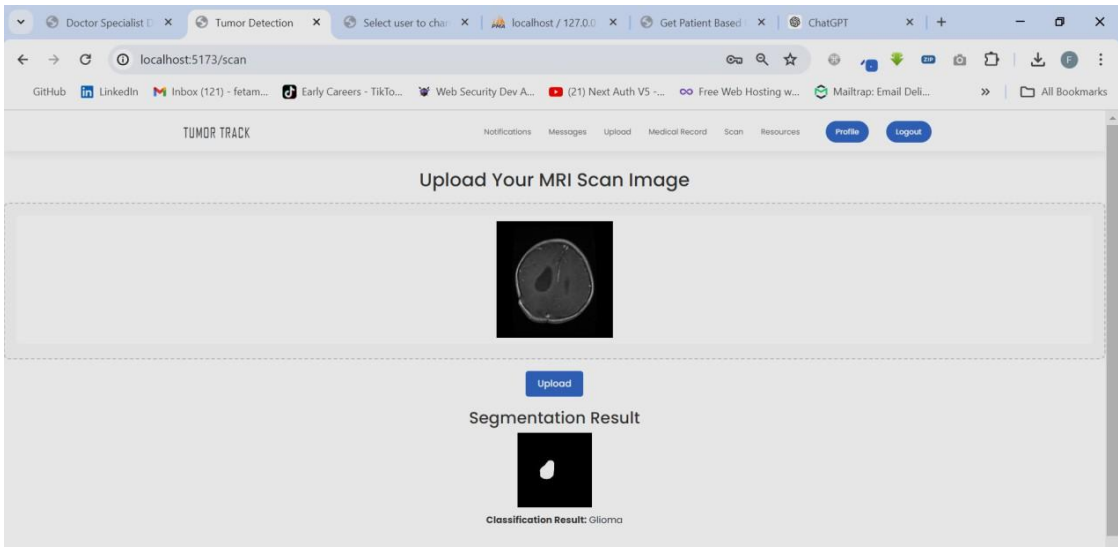 Doctor Specialist D
Tumor Detection
Select user to cha
localhost / 127.0.0
Get Patient Based
ChatGPT
localhost:5173/scan
GitHub
LinkedIn
Inbox (121) - fetam...
Early Careers - TikTo...
Web Security Dev A...
(21) Next Auth V5 -...
Free Web Hosting w...
Mailtrap: Email Deli...
All Bookmarks
TUMOR TRACK
Notifications
Messages
Upload
Medical Record
Scan
Resources
Profile
Logout
Upload Your MRI Scan Image
Upload
Segmentation Result
Classification Result: Glioma